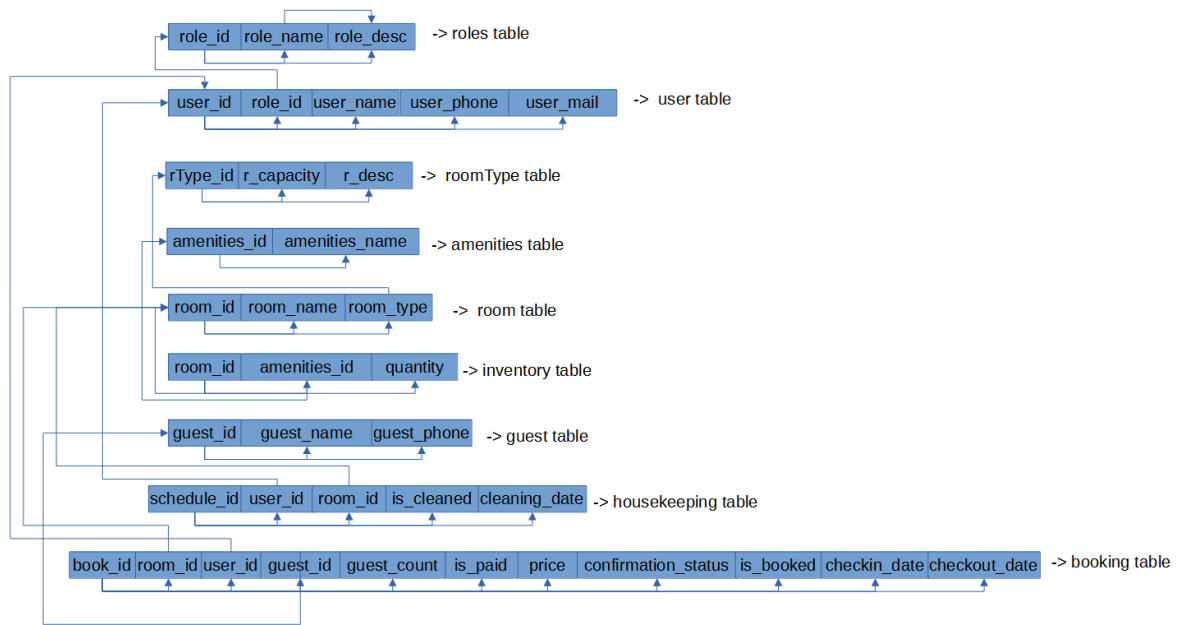 role_id role_name role_desc -> roles table
user_id role_id user_name user_phone user_mail -> user table
rType_id r_capacity r_desc -> roomType table
amenities_id amenities_name -> amenities table
room_id room_name room_type -> room table
room_id amenities_id quantity -> inventory table
guest_id guest_name guest_phone -> guest table
schedule_id user_id room_id is_cleaned cleaning_date -> housekeeping table
book_id room_id user_id guest_id guest_count is_paid price confirmation_status is_booked checkin_date checkout_date -> booking table